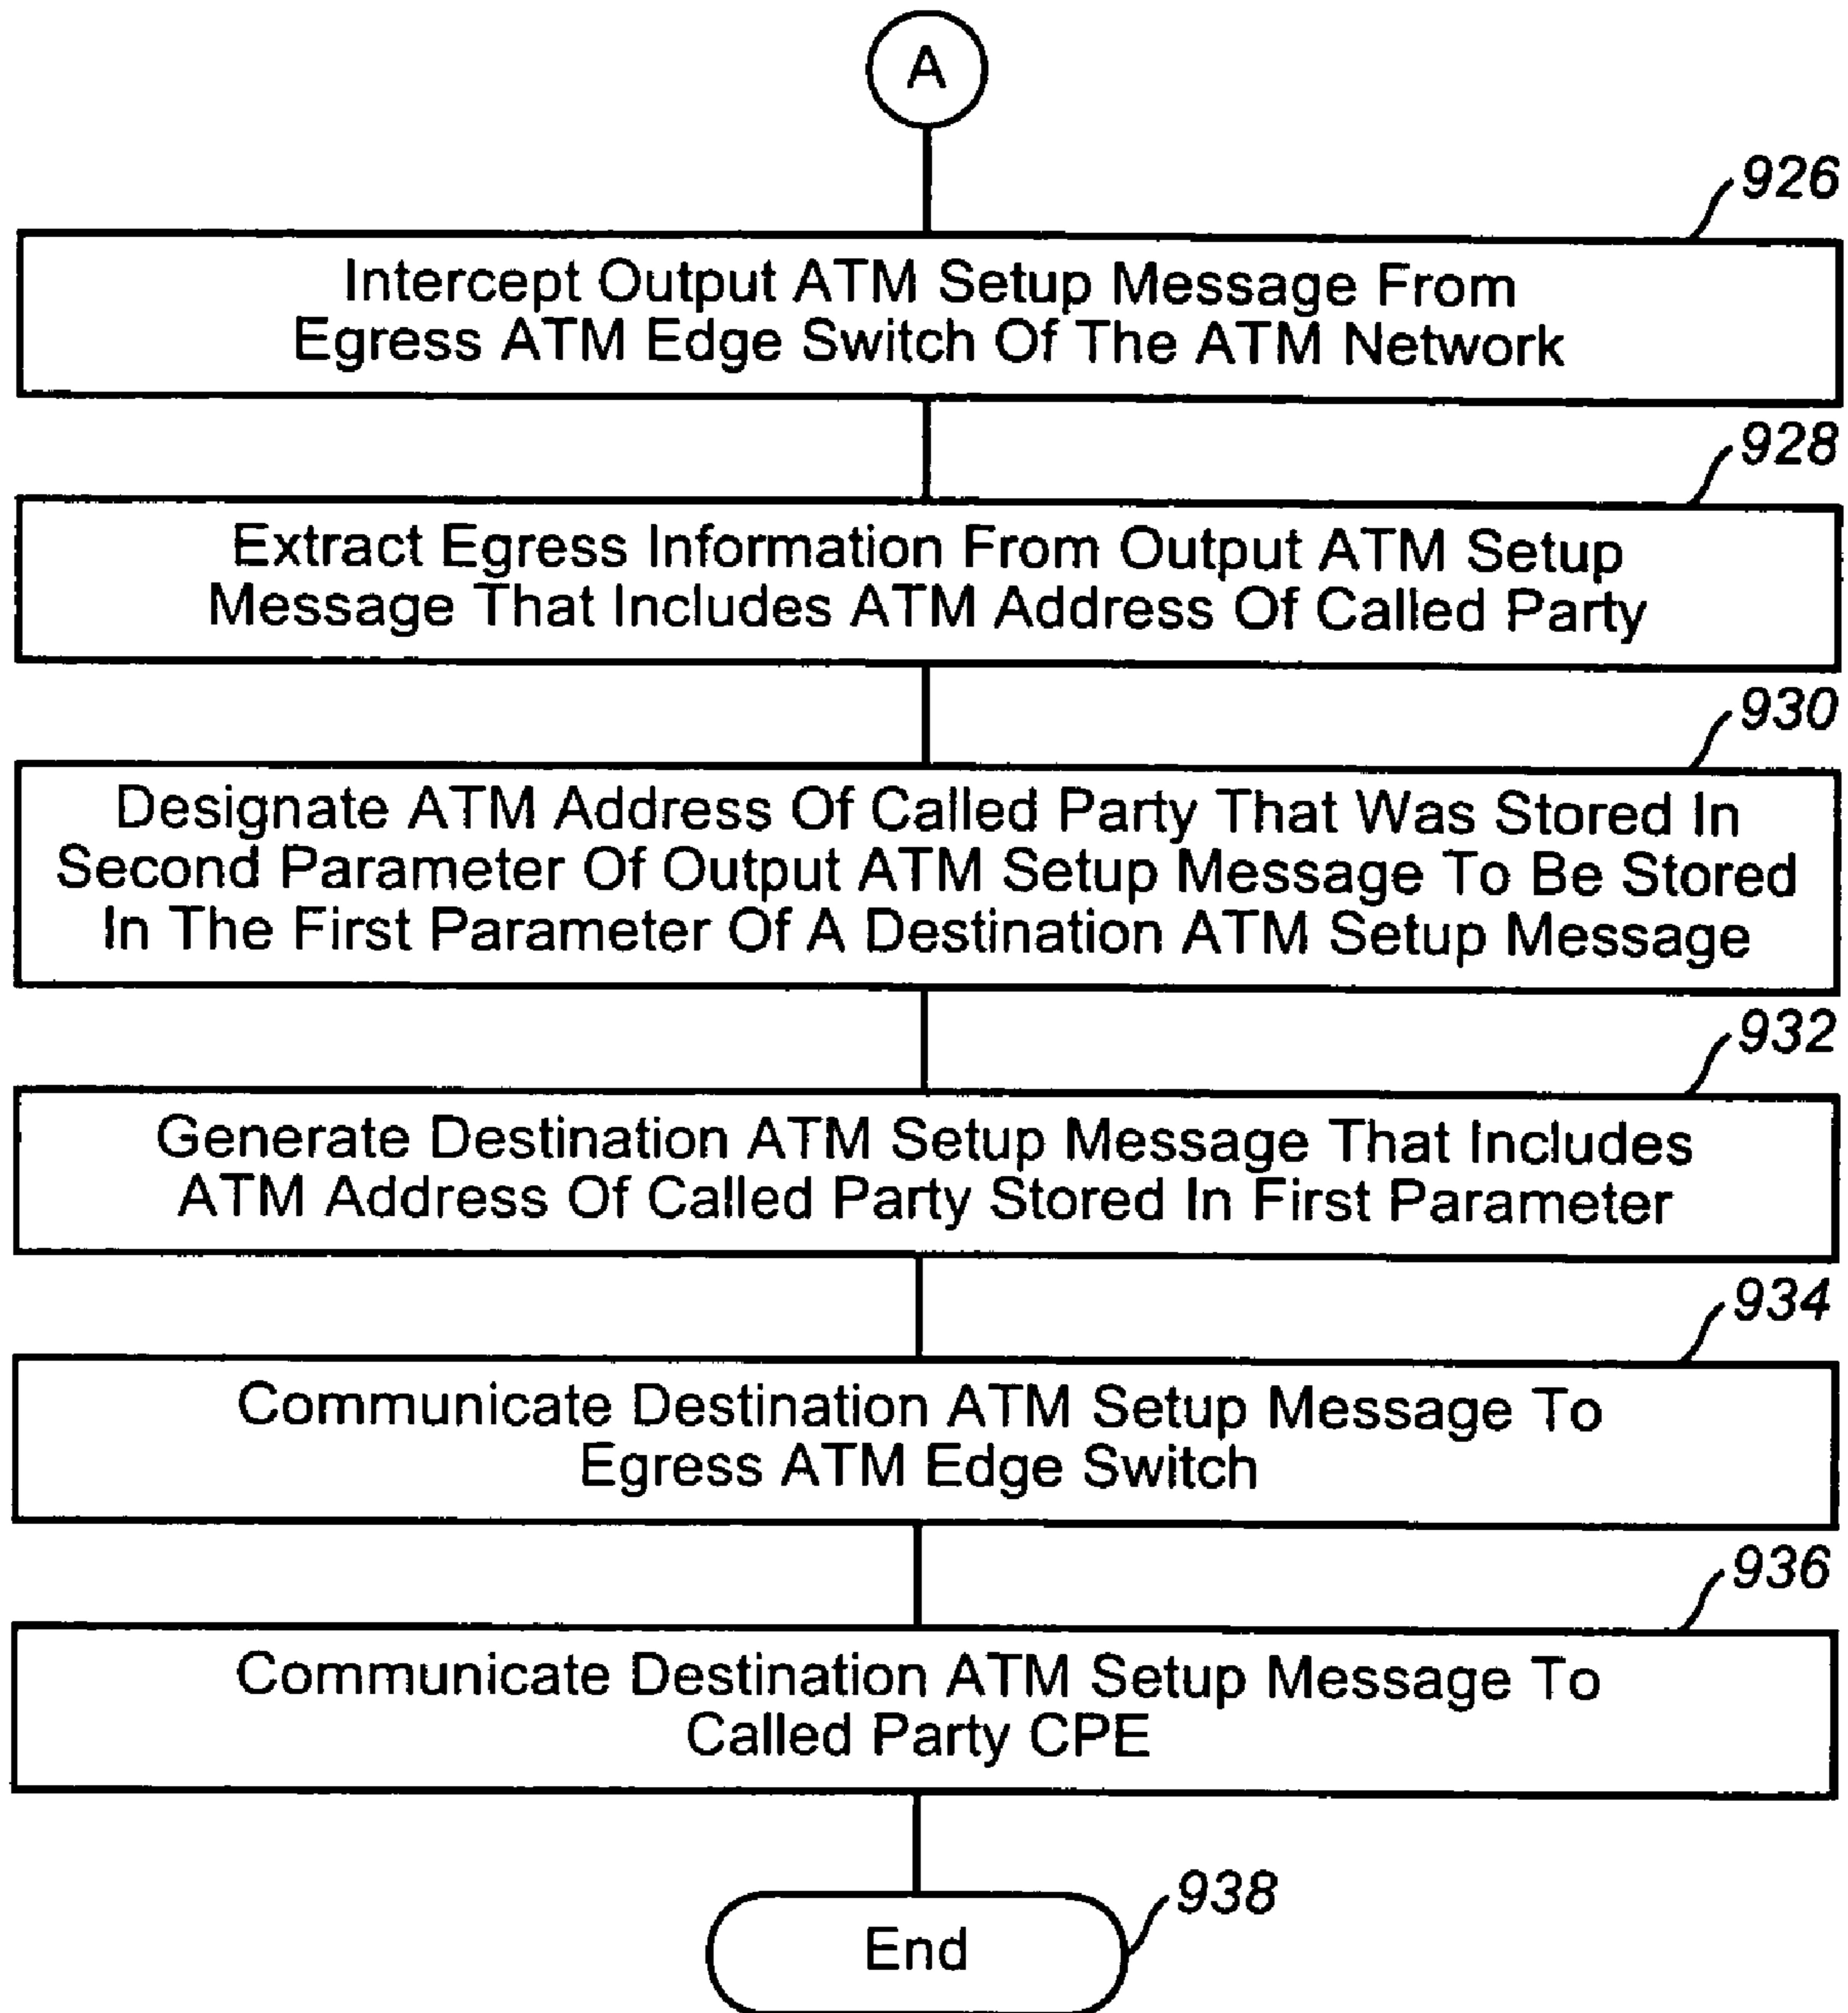 A
926
Intercept Output ATM Setup Message From
Egress ATM Edge Switch Of The ATM Network
928
Extract Egress Information From Output ATM Setup
Message That Includes ATM Address Of Called Party
930
Designate ATM Address Of Called Party That Was Stored In
Second Parameter Of Output ATM Setup Message To Be Stored
In The First Parameter Of A Destination ATM Setup Message
932
Generate Destination ATM Setup Message That Includes
ATM Address Of Called Party Stored In First Parameter
934
Communicate Destination ATM Setup Message To
Egress ATM Edge Switch
936
Communicate Destination ATM Setup Message To
Called Party CPE
938
End